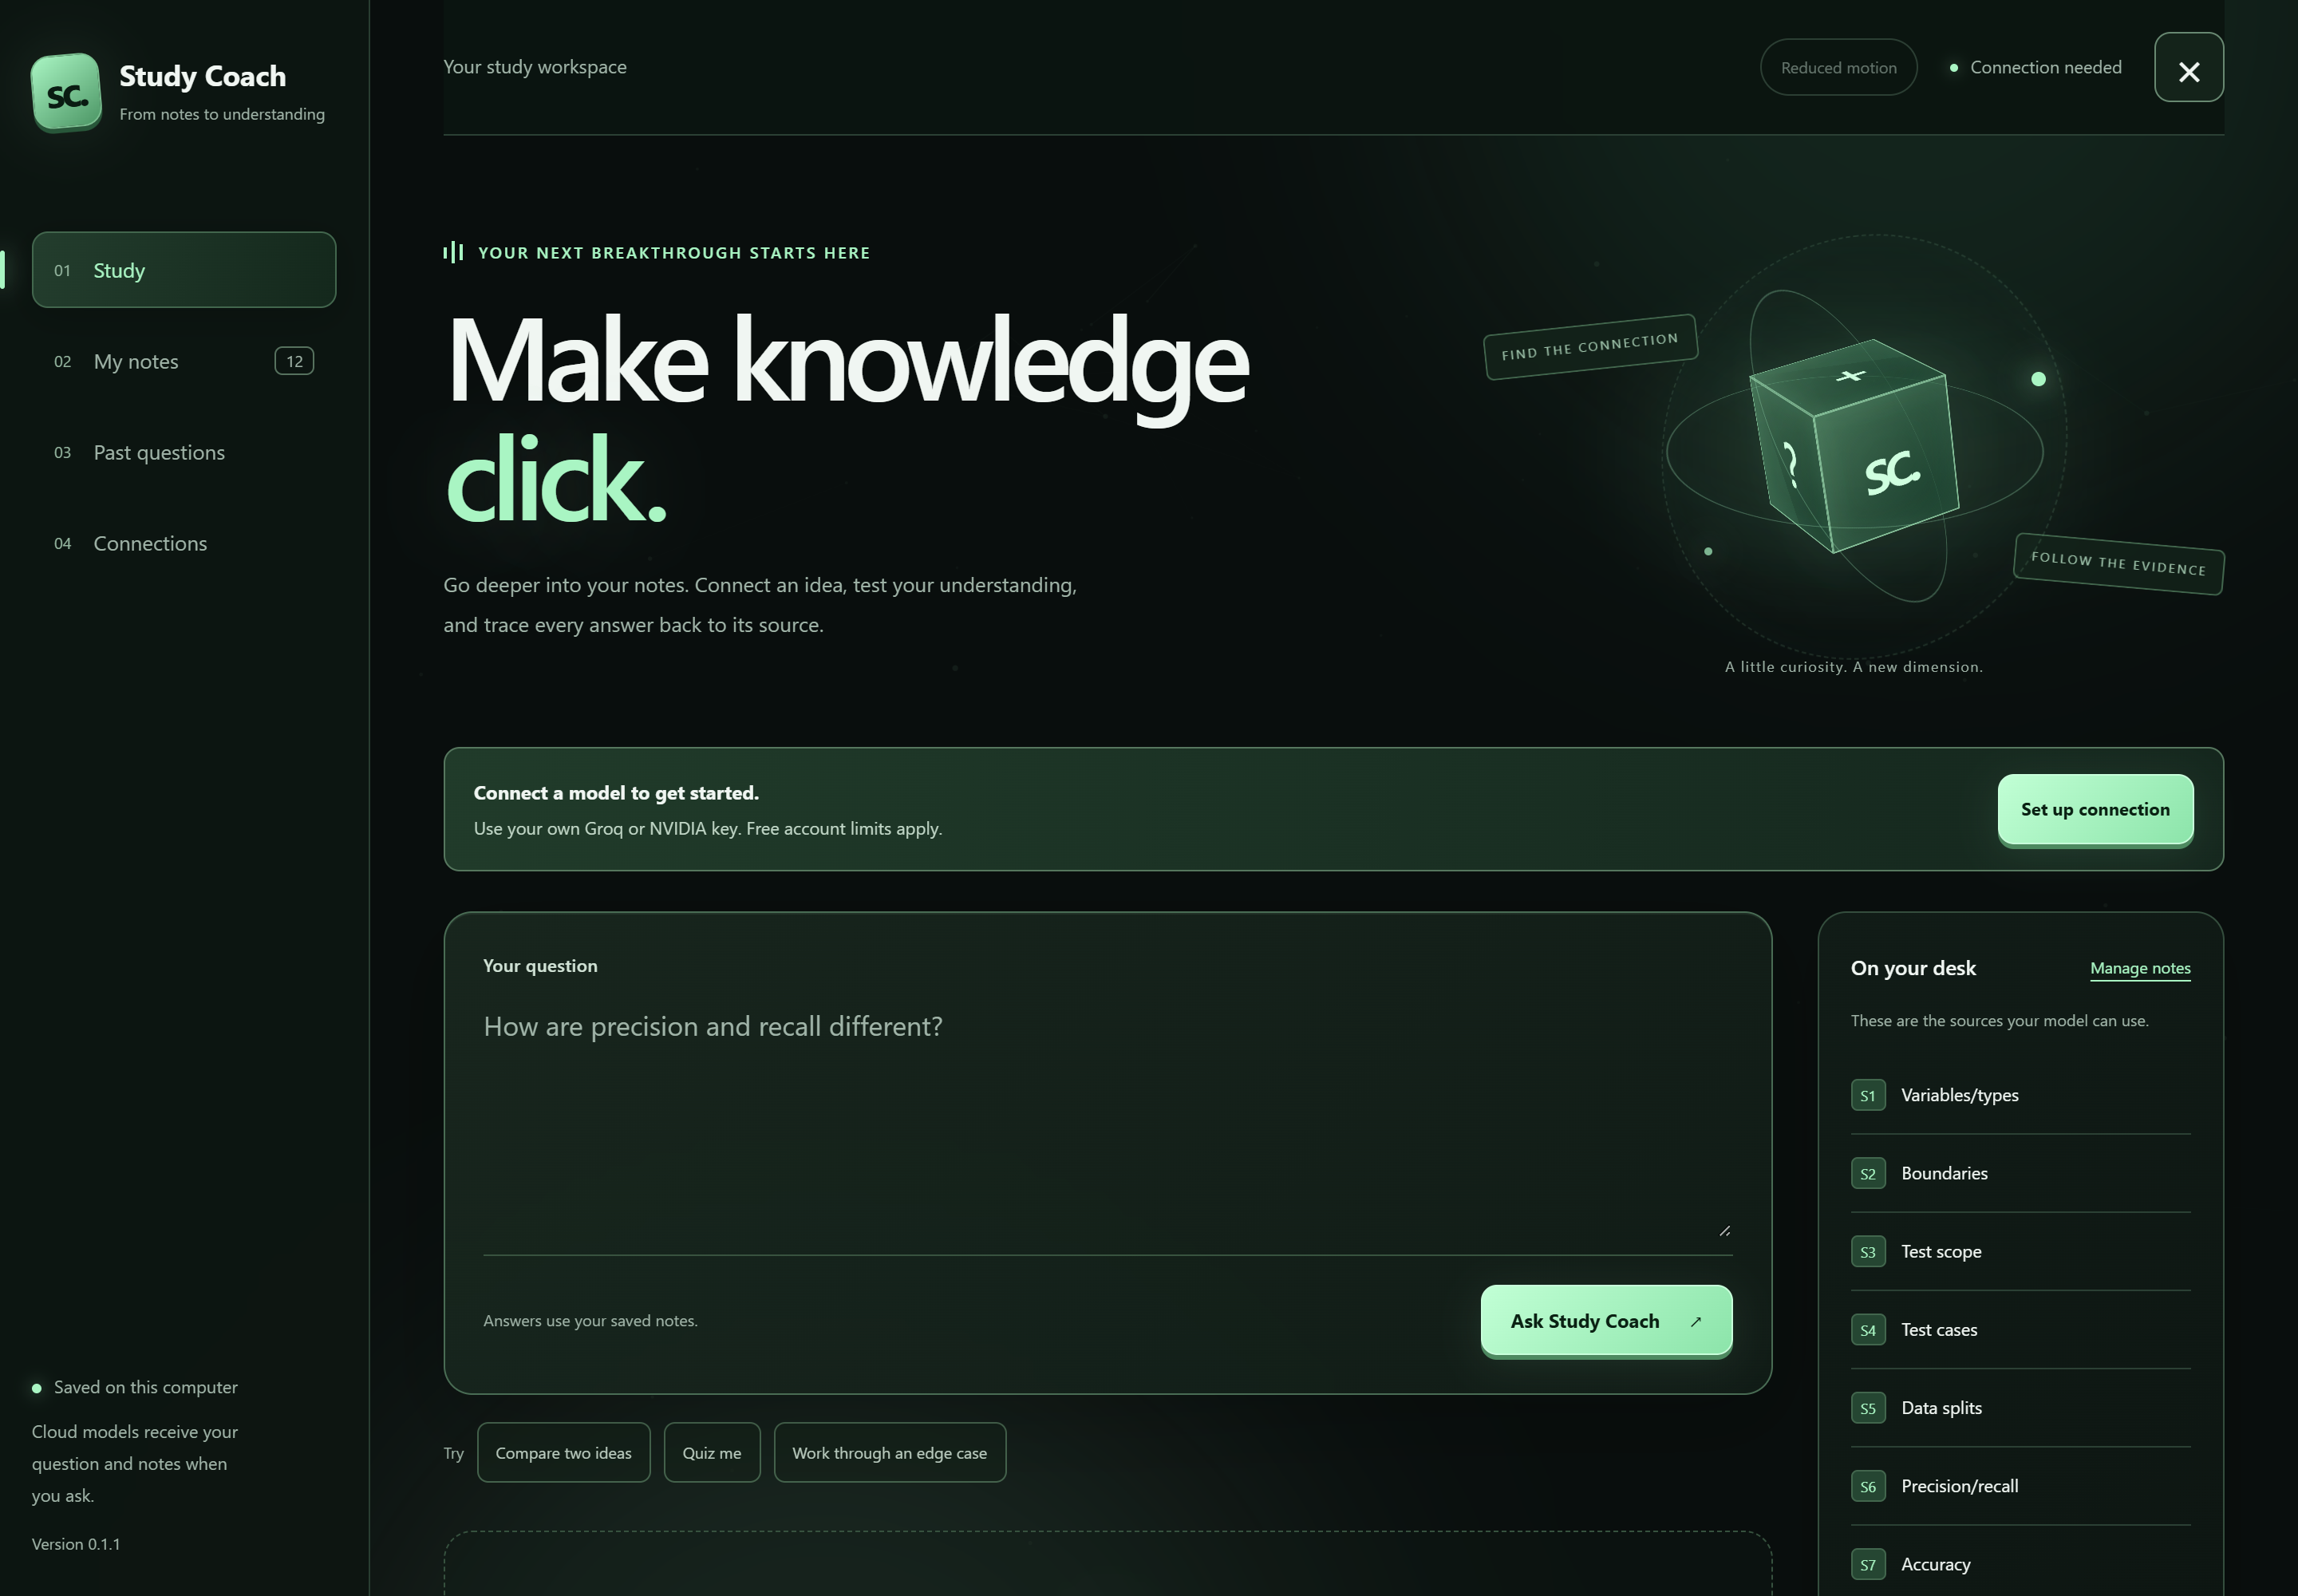 sc.
Study Coach
From notes to understanding
01 Study
02 My notes 12
03 Past questions
04 Connections
Saved on this computer
Cloud models receive your
question and notes when
you ask.
Version 0.1.1
Your study workspace
Reduced motion
Connection needed
YOUR NEXT BREAKTHROUGH STARTS HERE
Make knowledge
click.
Go deeper into your notes. Connect an idea, test your understanding,
and trace every answer back to its source.
FIND THE CONNECTION
+
?
sc.
FOLLOW THE EVIDENCE
A little curiosity. A new dimension.
Connect a model to get started.
Use your own Groq or NVIDIA key. Free account limits apply.
Set up connection
Your question
How are precision and recall different?
Answers use your saved notes.
Ask Study Coach ↗
Try
Compare two ideas
Quiz me
Work through an edge case
On your desk
Manage notes
These are the sources your model can use.
S1 Variables/types
S2 Boundaries
S3 Test scope
S4 Test cases
S5 Data splits
S6 Precision/recall
S7 Accuracy